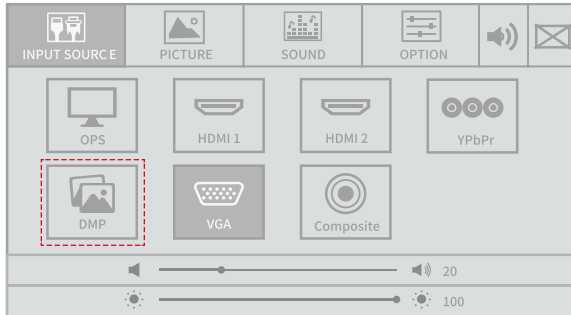 INPUT SOURCE PICTURE SOUND OPTION
OPS HDMI 1 HDMI 2 YPbPr
DMP VGA Composite
20
100